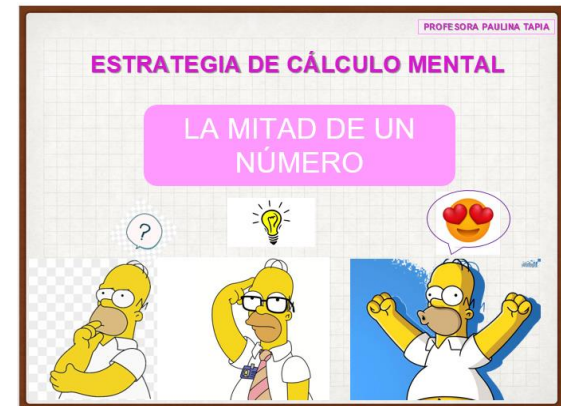 PROFESORA PAULINA TAPIA
ESTRATEGIA DE CÁLCULO MENTAL
LA MITAD DE UN
NÚMERO
?